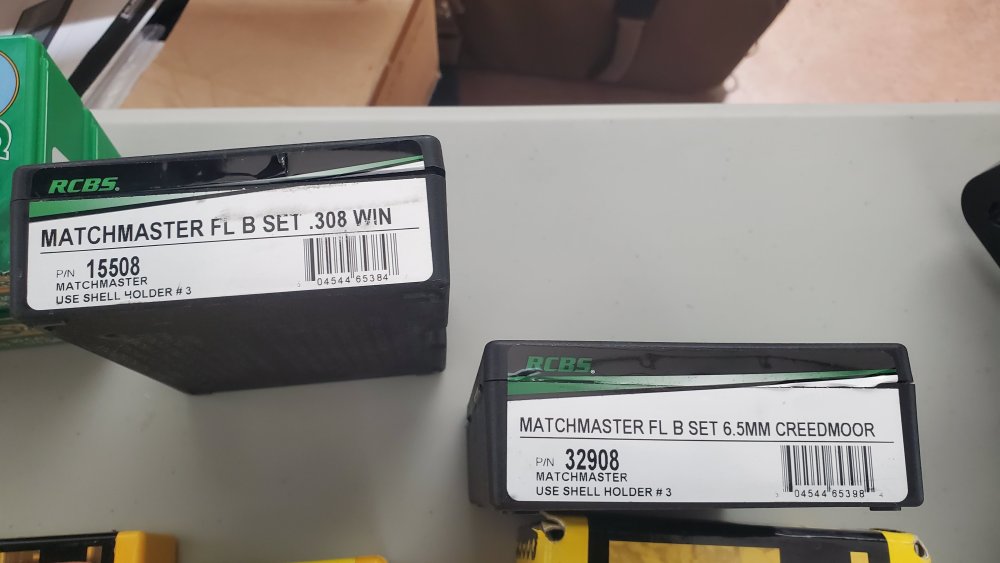 RCBS.
MATCHMASTER FL B SET .308 WIN
P/N 15508
MATCHMASTER
USE SHELL HOLDER # 3
04544 65384
RCBS.
MATCHMASTER FL B SET 6.5MM CREEDMOOR
P/N 32908
MATCHMASTER
USE SHELL HOLDER # 3
04544 65398 4